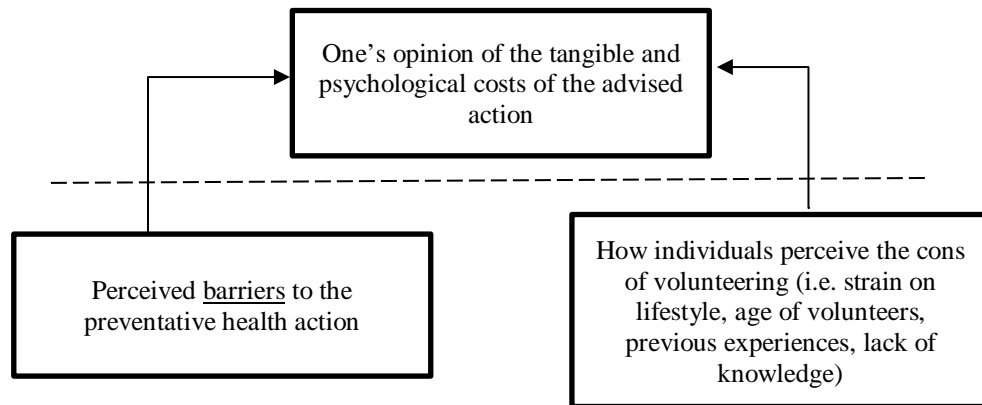 One’s opinion of the tangible and
psychological costs of the advised
action
Perceived barriers to the
preventative health action
How individuals perceive the cons
of volunteering (i.e. strain on
lifestyle, age of volunteers,
previous experiences, lack of
knowledge)